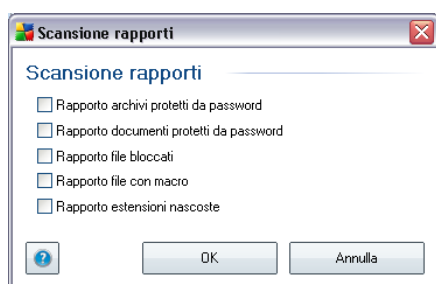 Scansione rapporti
Scansione rapporti
Rapporto archivi protetti da password
Rapporto documenti protetti da password
Rapporto file bloccati
Rapporto file con macro
Rapporto estensioni nascoste
? OK Annulla